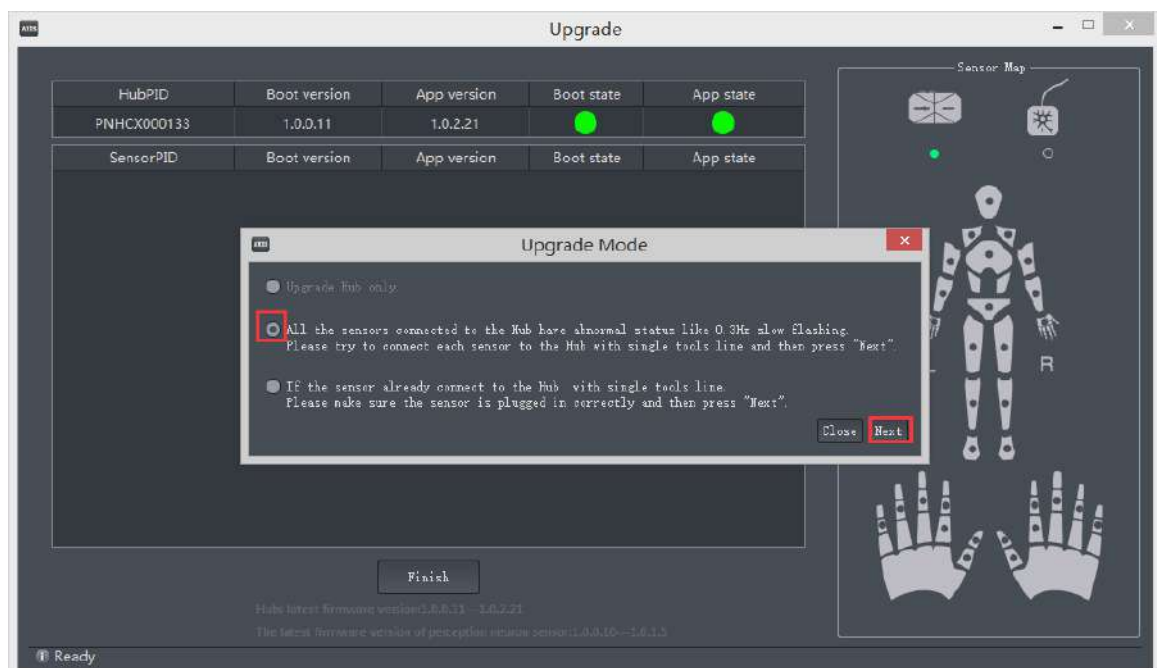 AXIS
Upgrade
HubPID Boot version App version Boot state App state
PNHCX000133 1.0.0.11 1.0.2.21
SensorPID Boot version App version Boot state App state
Sensor Map
AXIS
Upgrade Mode
Upgrade Hub only.
All the sensors connected to the Hub have abnormal status like 0.3Hz slow flashing.
Please try to connect each sensor to the Hub with single tools line and then press "Next".
If the sensor already connect to the Hub with single tools line.
Please make sure the sensor is plugged in correctly and then press "Next".
Close Next
R
Finish
Hubs latest firmware version:1.0.0.11---1.0.2.21
The latest firmware version of perception neuron sensor:1.0.0.10---1.0.1.5
Ready